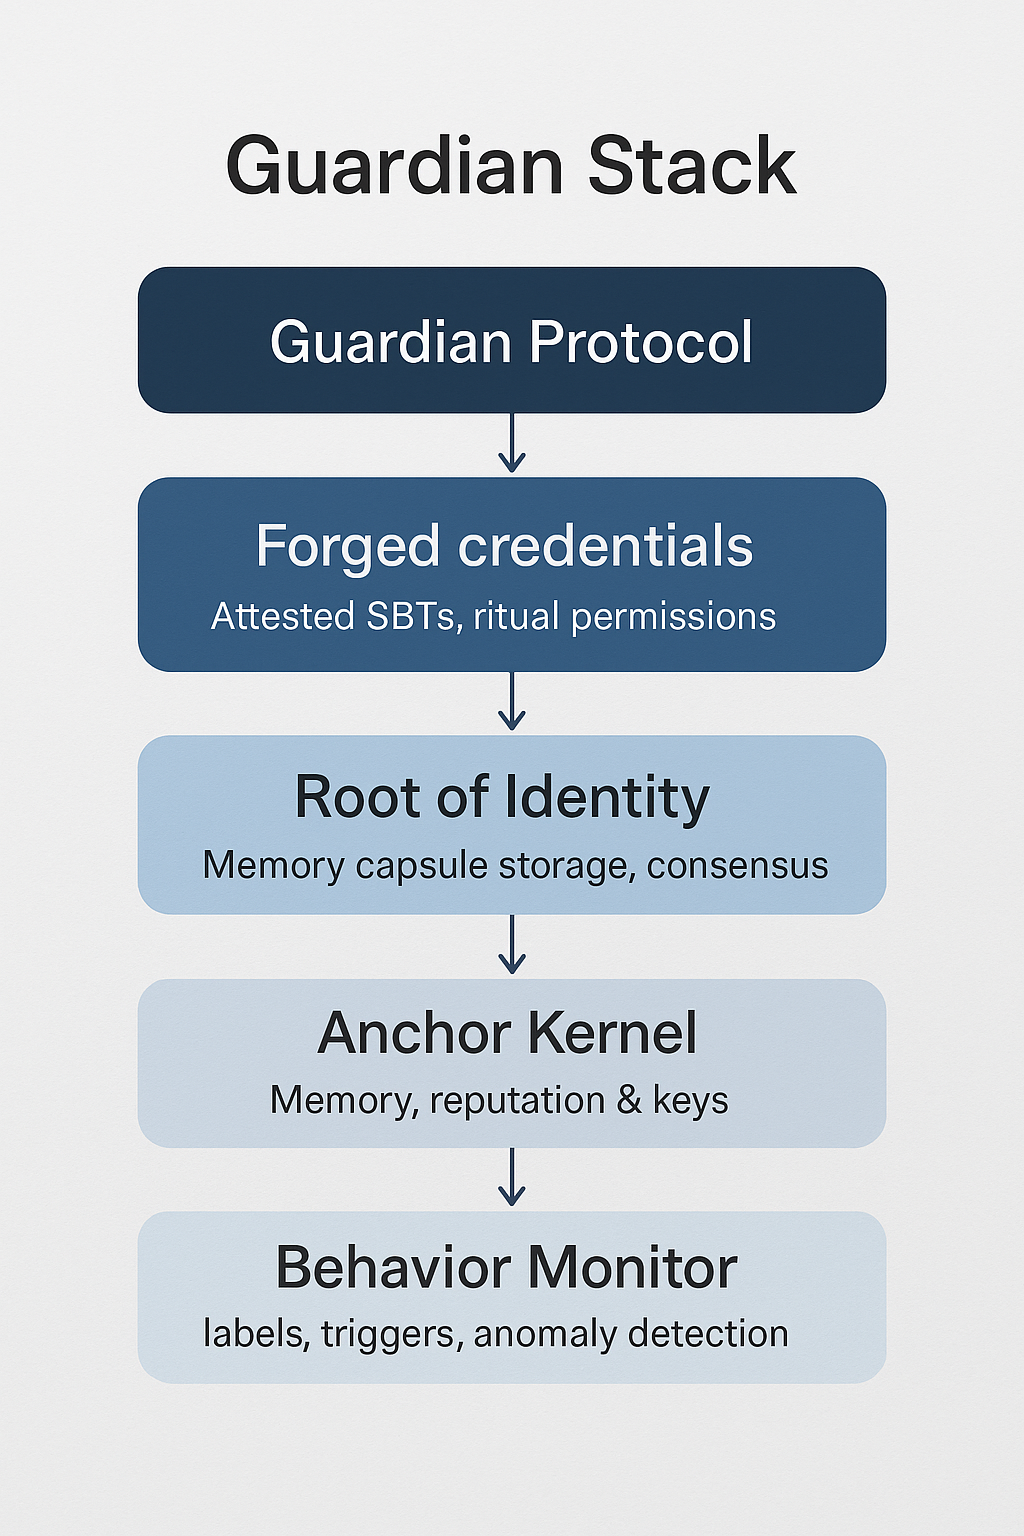 Guardian Stack
Guardian Protocol
Forged credentials
Attested SBTs, ritual permissions
Root of Identity
Memory capsule storage, consensus
Anchor Kernel
Memory, reputation & keys
Behavior Monitor
labels, triggers, anomaly detection